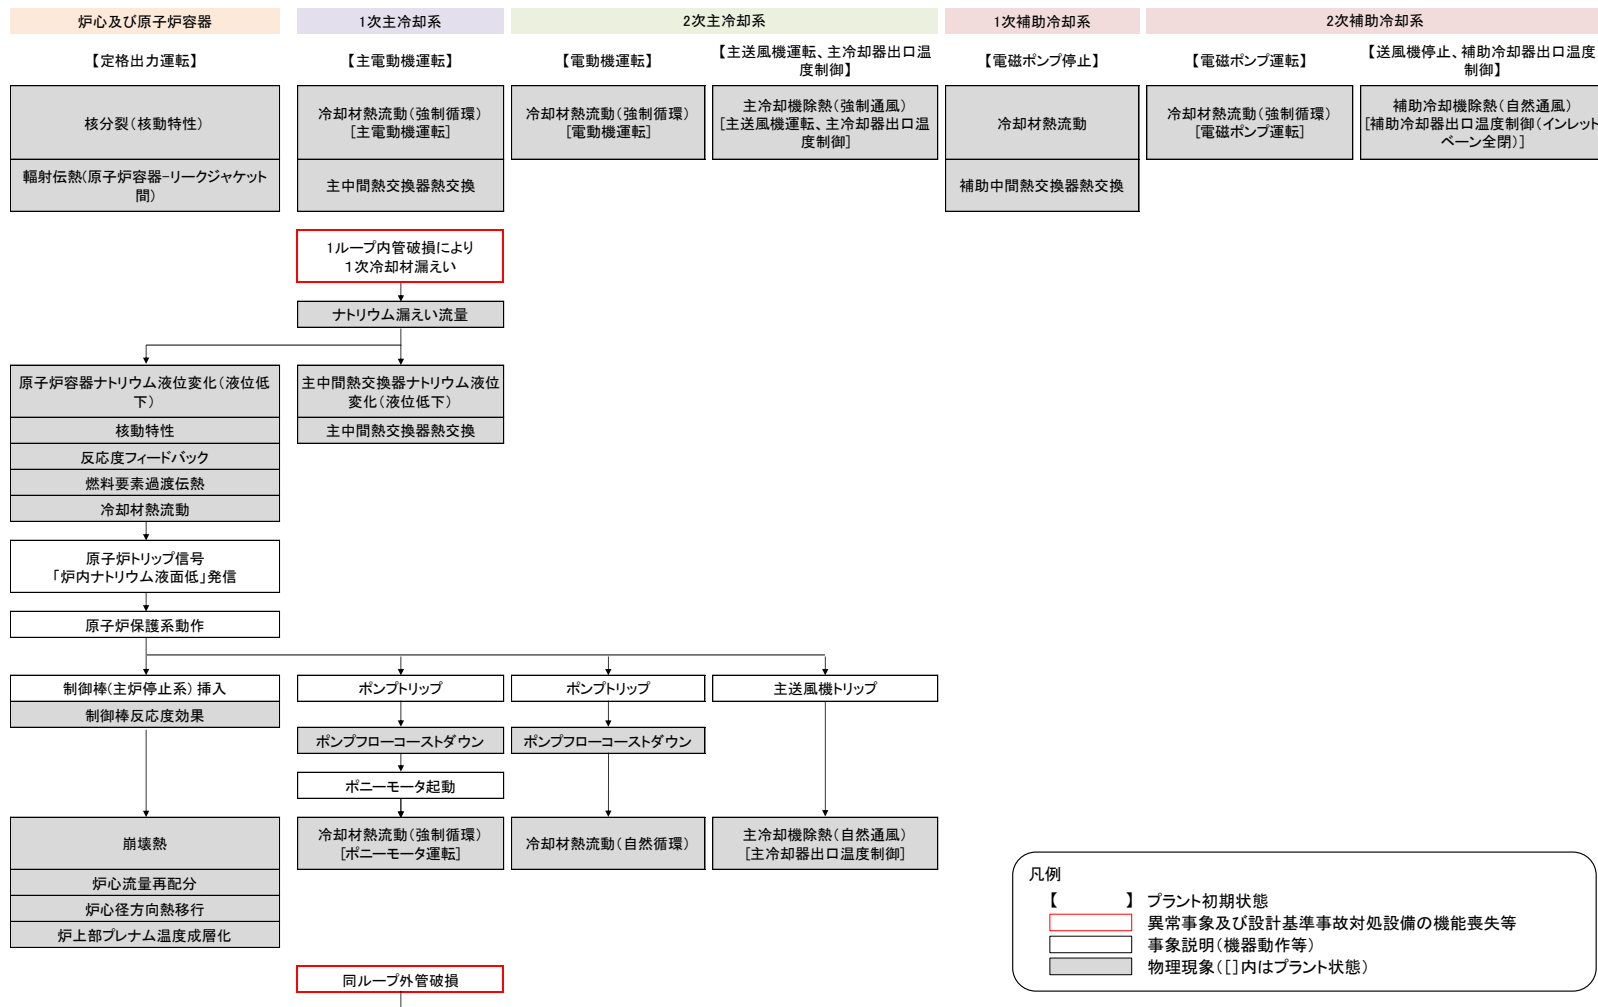 炉心及び原子炉容器
1次主冷却系
2次主冷却系
1次補助冷却系
2次補助冷却系
【定格出力運転】
【主電動機運転】
【電動機運転】
【主送風機運転、主冷却器出口温
度制御】
【電磁ポンプ停止】
【電磁ポンプ運転】
【送風機停止、補助冷却器出口温度
制御】
核分裂(核動特性)
冷却材熱流動(強制循環)
[主電動機運転]
冷却材熱流動(強制循環)
[電動機運転]
主冷却機除熱(強制通風)
[主送風機運転、主冷却器出口温
度制御]
冷却材熱流動
冷却材熱流動(強制循環)
[電磁ポンプ運転]
補助冷却機除熱(自然通風)
[補助冷却器出口温度制御(インレット
ベーン全閉)]
輻射伝熱(原子炉容器-リークジャケット
間)
主中間熱交換器熱交換
補助中間熱交換器熱交換
1ループ内管破損により
1次冷却材漏えい
ナトリウム漏えい流量
原子炉容器ナトリウム液位変化(液位低
下)
主中間熱交換器ナトリウム液位
変化(液位低下)
核動特性
主中間熱交換器熱交換
反応度フィードバック
燃料要素過渡伝熱
冷却材熱流動
原子炉トリップ信号
「炉内ナトリウム液面低」発信
原子炉保護系動作
制御棒(主炉停止系) 挿入
ポンプトリップ
ポンプトリップ
主送風機トリップ
制御棒反応度効果
ポンプフローコーストダウン
ポンプフローコーストダウン
ポニーモータ起動
崩壊熱
冷却材熱流動(強制循環)
[ポニーモータ運転]
冷却材熱流動(自然循環)
主冷却機除熱(自然通風)
[主冷却器出口温度制御]
炉心流量再配分
炉心径方向熱移行
炉上部プレナム温度成層化
同ループ外管破損
凡例
【　　　】 プラント初期状態
異常事象及び設計基準事故対処設備の機能喪失等
事象説明(機器動作等)
物理現象([]内はプラント状態)